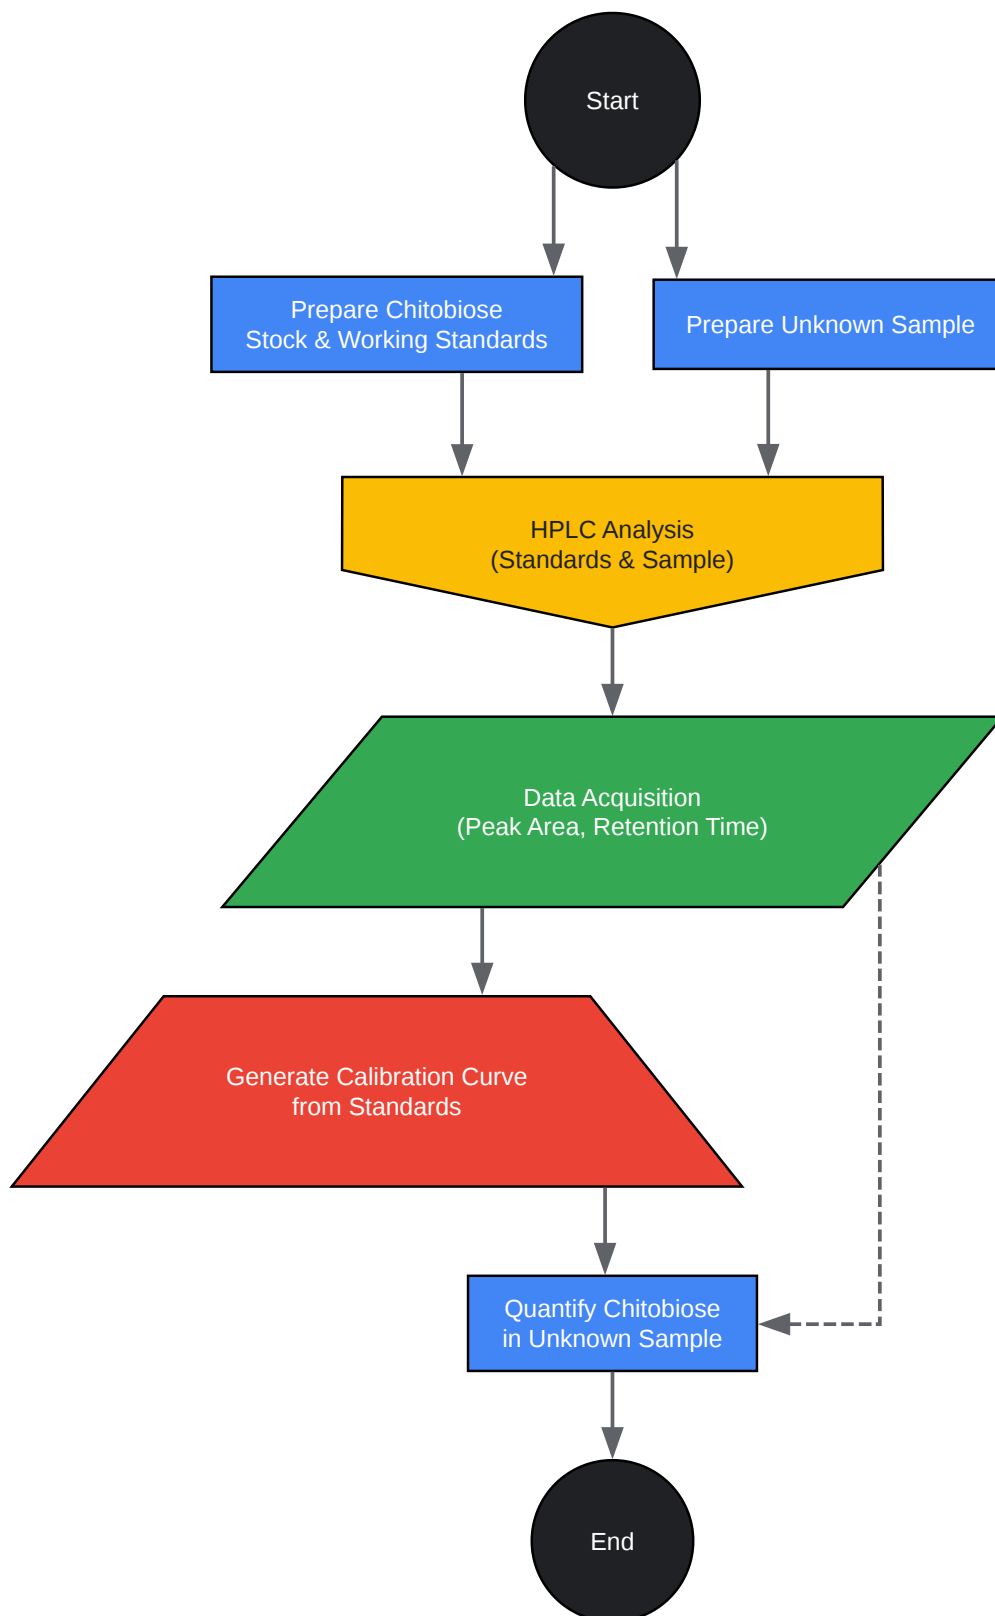 Start
Prepare Chitobiose
Stock & Working Standards
Prepare Unknown Sample
HPLC Analysis
(Standards & Sample)
Data Acquisition
(Peak Area, Retention Time)
Generate Calibration Curve
from Standards
Quantify Chitobiose
in Unknown Sample
End